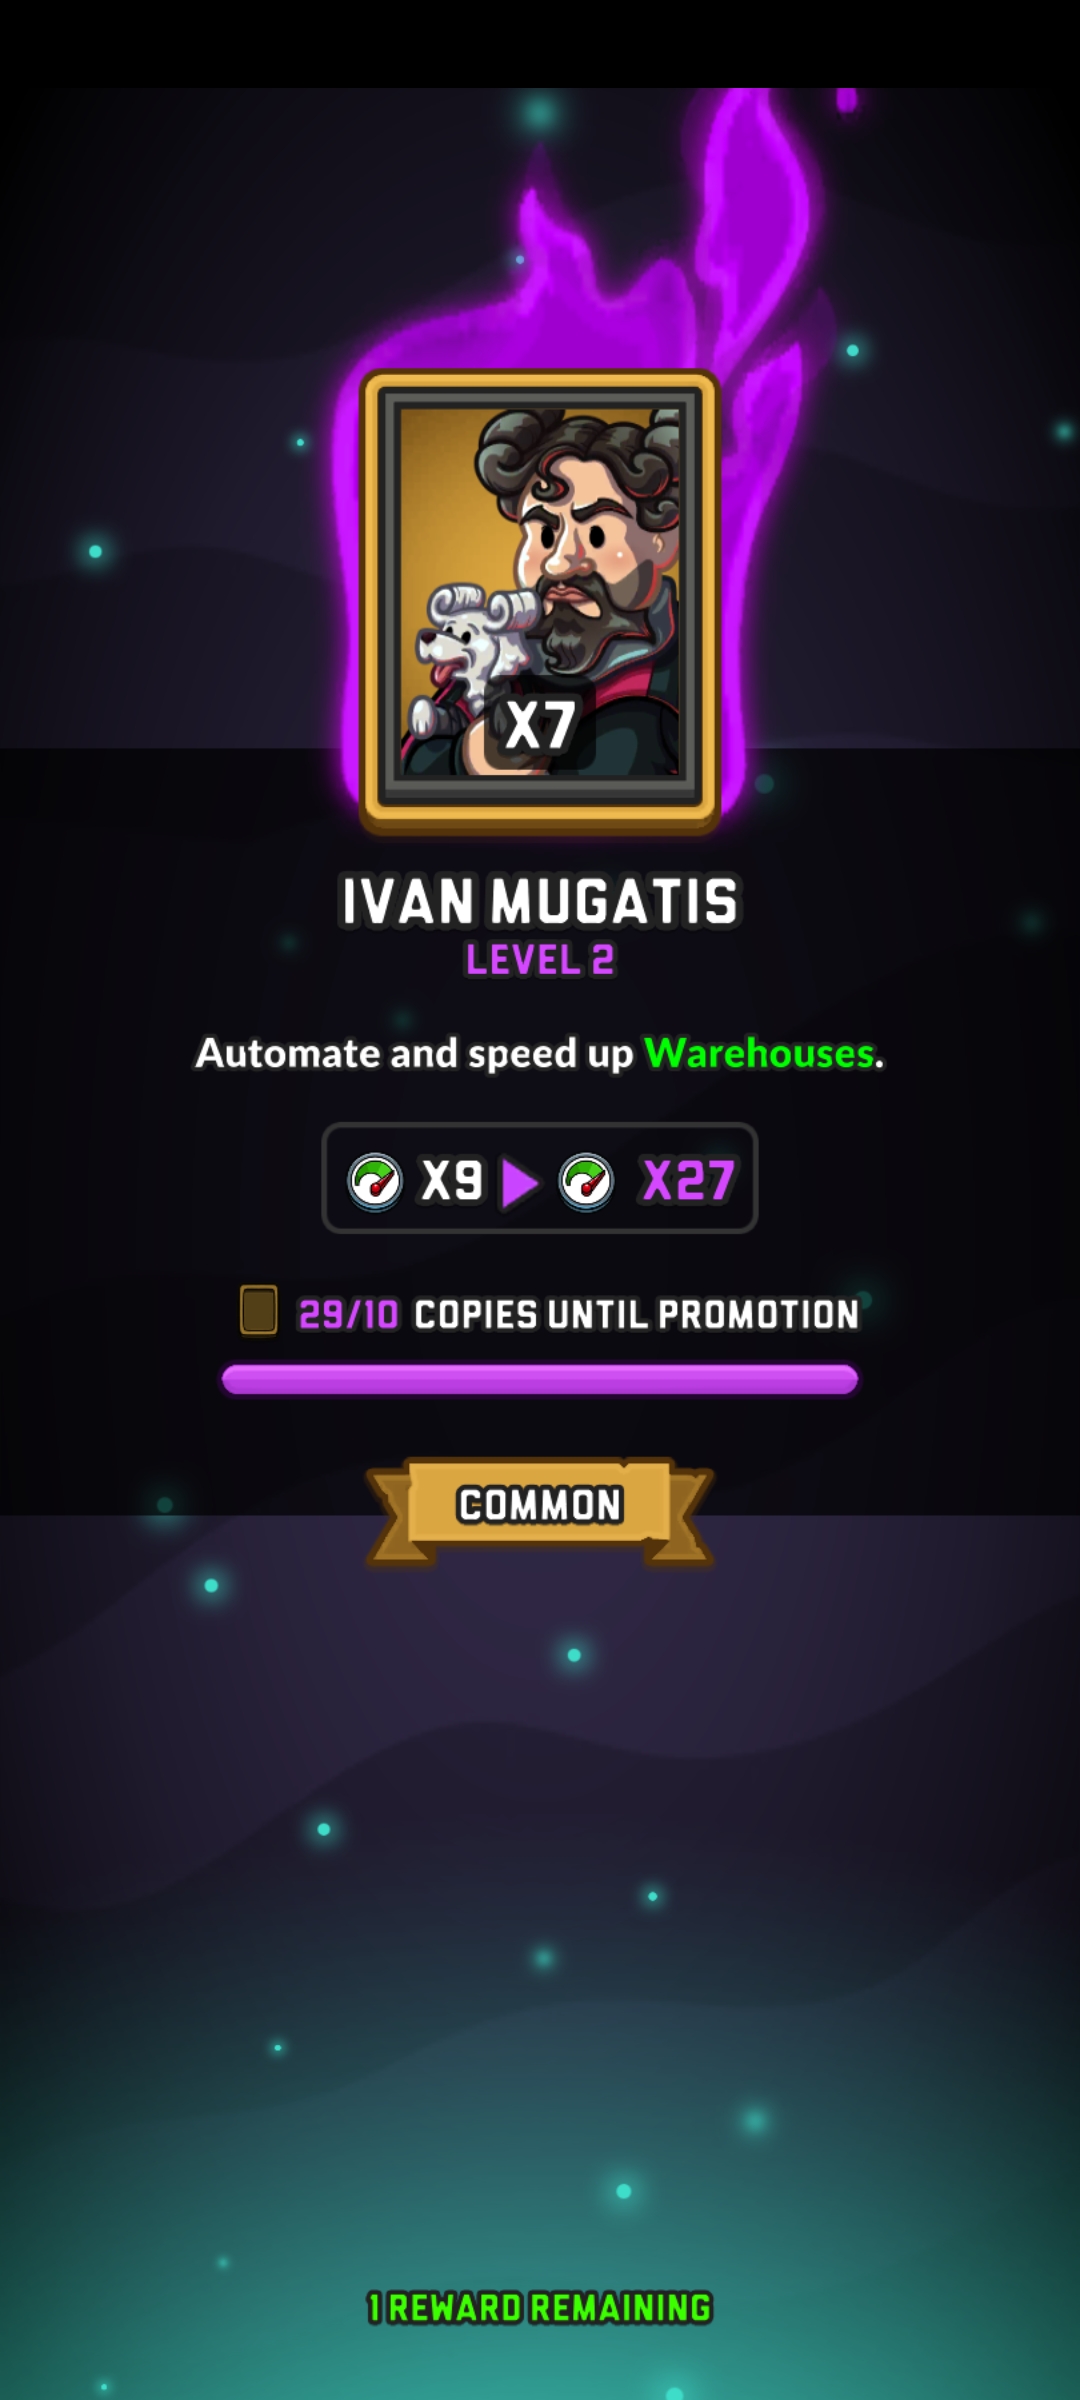 X7
IVAN MUGATIS
LEVEL 2
Automate and speed up Warehouses.
X9 X27
29/10 COPIES UNTIL PROMOTION
COMMON
1 REWARD REMAINING